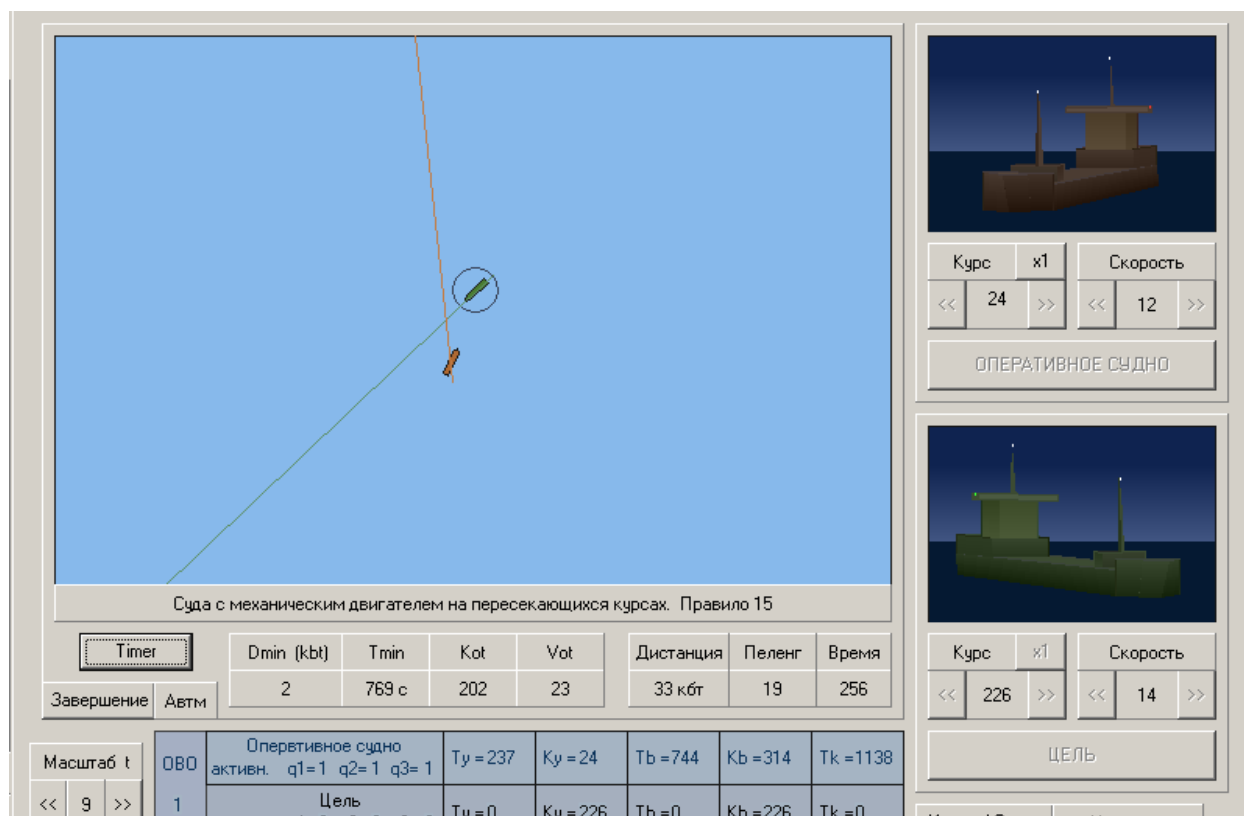 Курс x1 Скорость
<< 24 >> << 12 >>
ОПЕРАТИВНОЕ СУДНО
Суда с механическим двигателем на пересекающихся курсах. Правило 15
Timer
Завершение Автм
Dmin (kbt) Tmin Kot Vot
2 769 с 202 23
Дистанция Пеленг Время
33 кбт 19 256
Курс x1 Скорость
<< 226 >> << 14 >>
ЦЕЛЬ
Масштаб t
<< 9 >>
ОВО Опервтивное судно Ty = 237 Ky = 24 Tb = 744 Kb = 314 Tk = 1138
активн. q1= 1 q2= 1 q3= 1
1 Цель Ty = 0 Ky = 226 Tb = 0 Kb = 226 Tk = 0